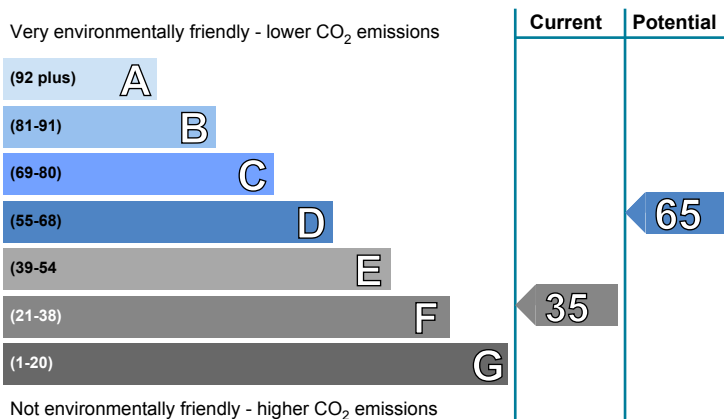 Current Potential
Very environmentally friendly - lower CO2 emissions
(92 plus) A
(81-91) B
(69-80) C
(55-68) D
65
(39-54 E
(21-38) F
35
(1-20) G
Not environmentally friendly - higher CO2 emissions